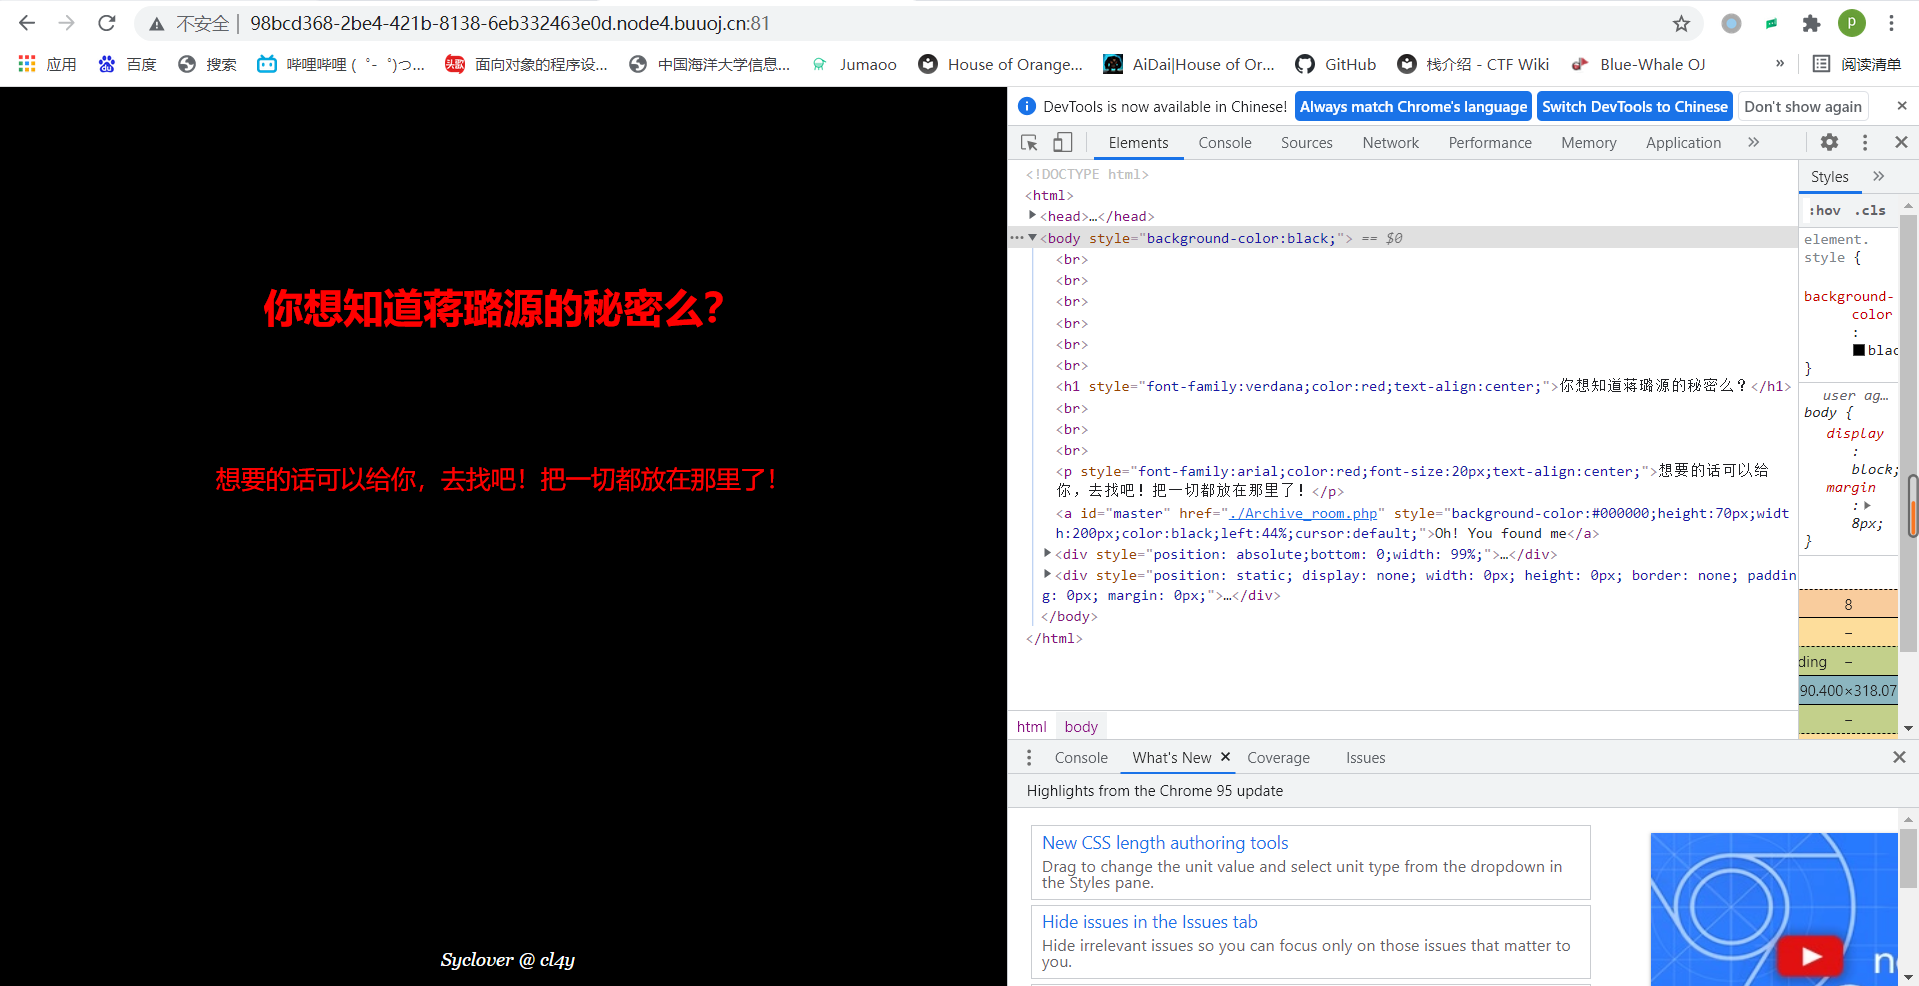 不安全 | 98bcd368-2be4-421b-8138-6eb332463e0d.node4.buuoj.cn:81
p
应用 百度 搜索 哔哩哔哩 ( ゜- ゜)つ... 头歌 面向对象的程序设... 中国海洋大学信息... Jumaoo House of Orange... AiDai|House of Or... GitHub 栈介绍 - CTF Wiki Blue-Whale OJ » 阅读清单
你想知道蒋璐源的秘密么?
想要的话可以给你，去找吧！把一切都放在那里了！
Syclover @ cl4y
DevTools is now available in Chinese! Always match Chrome's language Switch DevTools to Chinese Don't show again
Elements Console Sources Network Performance Memory Application »
<!DOCTYPE html>
<html>
<head>…</head>
<body style="background-color:black;"> == $0
<br>
<br>
<br>
<br>
<br>
<br>
<h1 style="font-family:verdana;color:red;text-align:center;">你想知道蒋璐源的秘密么？</h1>
<br>
<br>
<br>
<p style="font-family:arial;color:red;font-size:20px;text-align:center;">想要的话可以给
你，去找吧！把一切都放在那里了！</p>
<a id="master" href="./Archive_room.php" style="background-color:#000000;height:70px;widt
h:200px;color:black;left:44%;cursor:default;">Oh! You found me</a>
<div style="position: absolute;bottom: 0;width: 99%;">…</div>
<div style="position: static; display: none; width: 0px; height: 0px; border: none; paddin
g: 0px; margin: 0px;">…</div>
</body>
</html>
html body
Styles »
:hov .cls
element.
style {
background-
color
:
blac
}
user ag…
body {
display
:
block;
margin
:
8px;
}
8
–
ding –
90.400×318.07
–
Console What's New Coverage Issues
Highlights from the Chrome 95 update
New CSS length authoring tools
Drag to change the unit value and select unit type from the dropdown in
the Styles pane.
Hide issues in the Issues tab
Hide irrelevant issues so you can focus only on those issues that matter to
you.